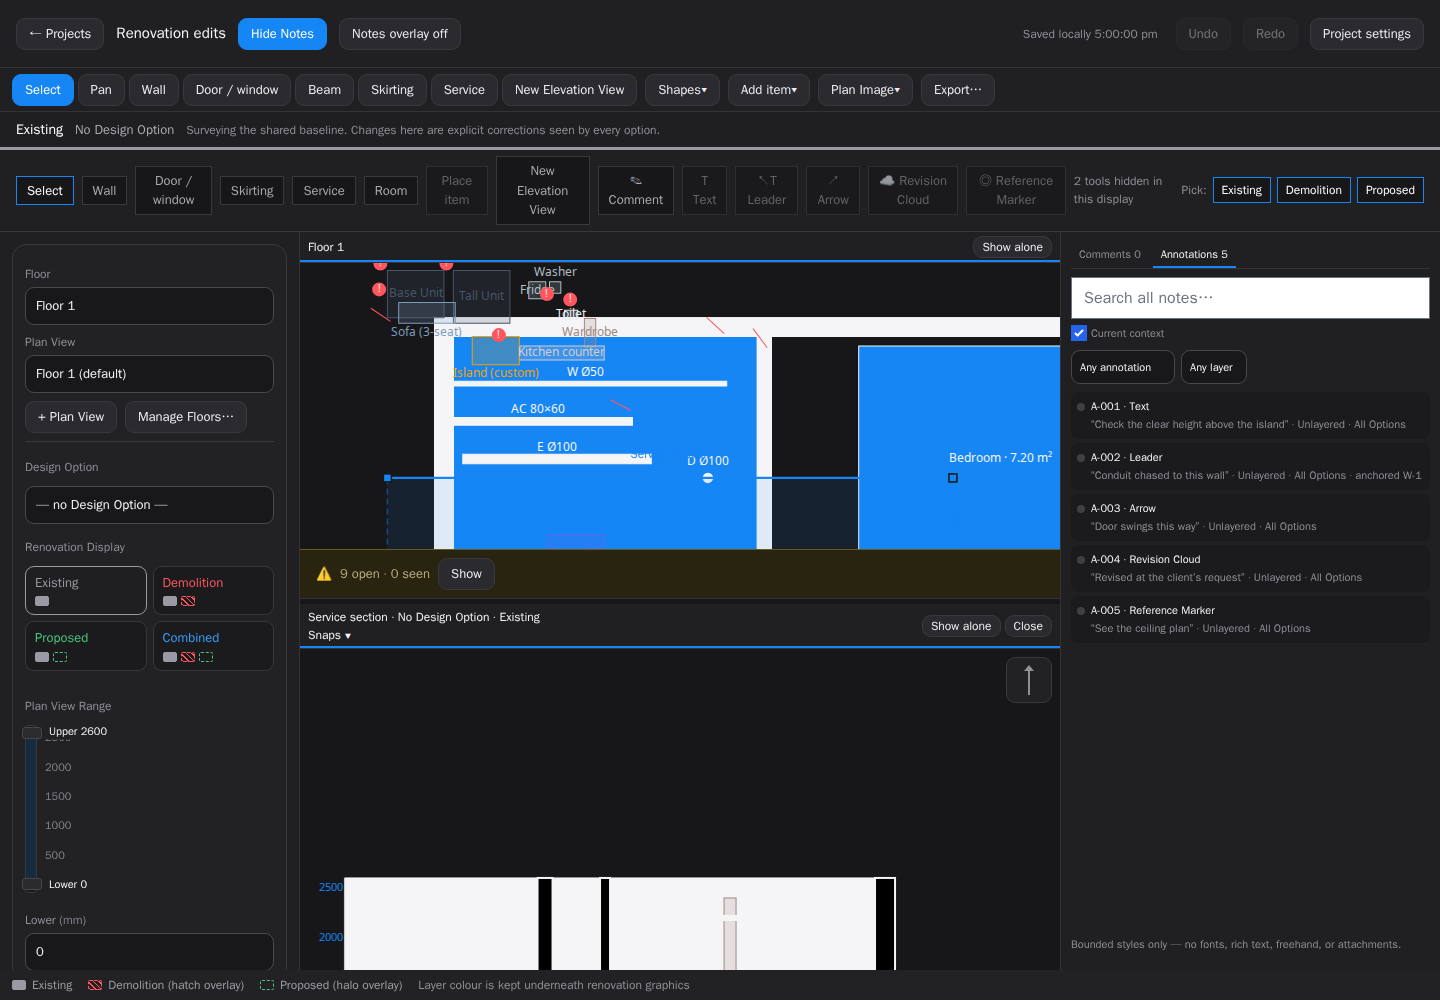 ← Projects
Renovation edits
Hide Notes
Notes overlay off
Saved locally 5:00:00 pm
Undo
Redo
Project settings
Select
Pan
Wall
Door / window
Beam
Skirting
Service
New Elevation View
Shapes▾
Add item▾
Plan Image▾
Export…
Existing
No Design Option
Surveying the shared baseline. Changes here are explicit corrections seen by every option.
Select
Wall
Door /
window
Skirting
Service
Room
Place
item
New
Elevation
View
✎
Comment
T
Text
↖T
Leader
↗
Arrow
☁ Revision
Cloud
◎ Reference
Marker
2 tools hidden in
this display
Pick:
Existing
Demolition
Proposed
Floor
Floor 1
Plan View
Floor 1 (default)
+ Plan View
Manage Floors…
Design Option
— no Design Option —
Renovation Display
Existing
Demolition
Proposed
Combined
Plan View Range
Upper 2600
2000
1500
1000
500
Lower 0
Lower (mm)
0
Floor 1
Show alone
Washer
Base Unit
Tall Unit
Fridge
Toilet
Sofa (3-seat)
Wardrobe
Kitchen counter
Island (custom)
W Ø50
AC 80×60
E Ø100
D Ø100
Bedroom · 7.20 m²
⚠ 9 open · 0 seen
Show
Service section · No Design Option · Existing
Snaps ▾
Show alone
Close
2500
2000
Comments 0
Annotations 5
Search all notes…
Current context
Any annotation
Any layer
A-001 · Text
"Check the clear height above the island" · Unlayered · All Options
A-002 · Leader
"Conduit chased to this wall" · Unlayered · All Options · anchored W-1
A-003 · Arrow
"Door swings this way" · Unlayered · All Options
A-004 · Revision Cloud
"Revised at the client's request" · Unlayered · All Options
A-005 · Reference Marker
"See the ceiling plan" · Unlayered · All Options
Bounded styles only — no fonts, rich text, freehand, or attachments.
Existing
Demolition (hatch overlay)
Proposed (halo overlay)
Layer colour is kept underneath renovation graphics